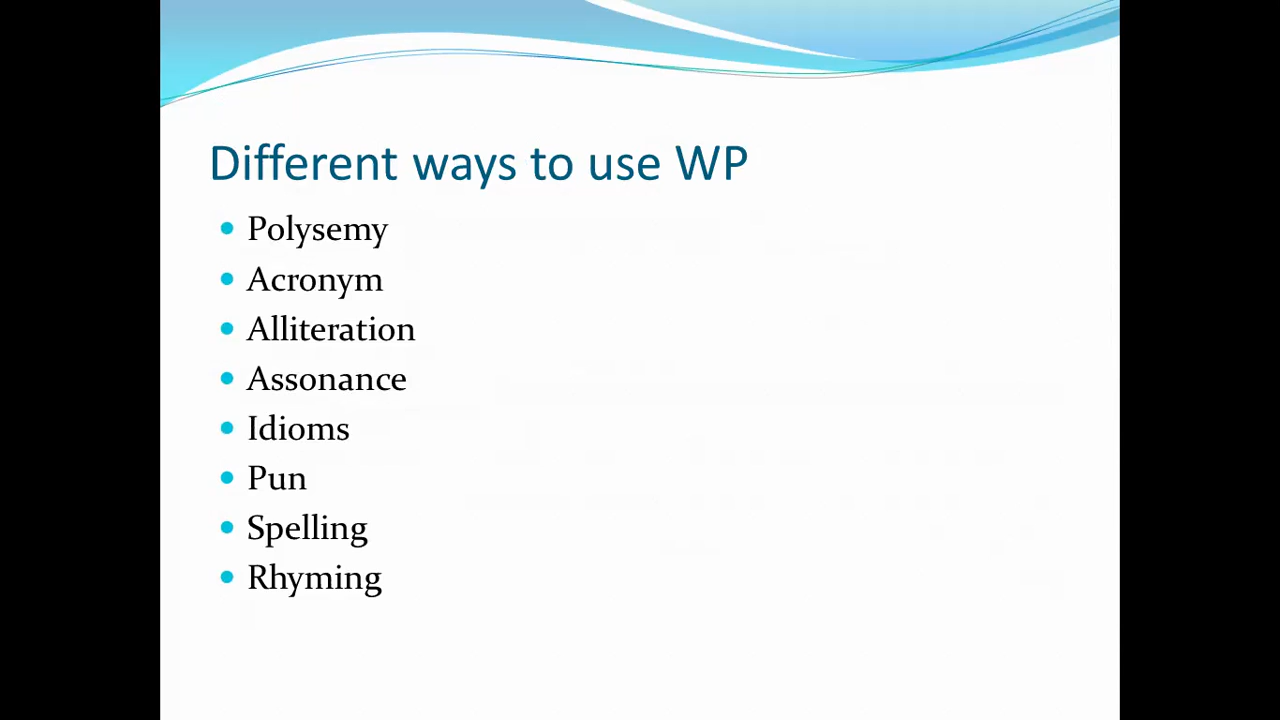 Different ways to use WP
Polysemy
Acronym
Alliteration
Assonance
Idioms
Pun
Spelling
Rhyming